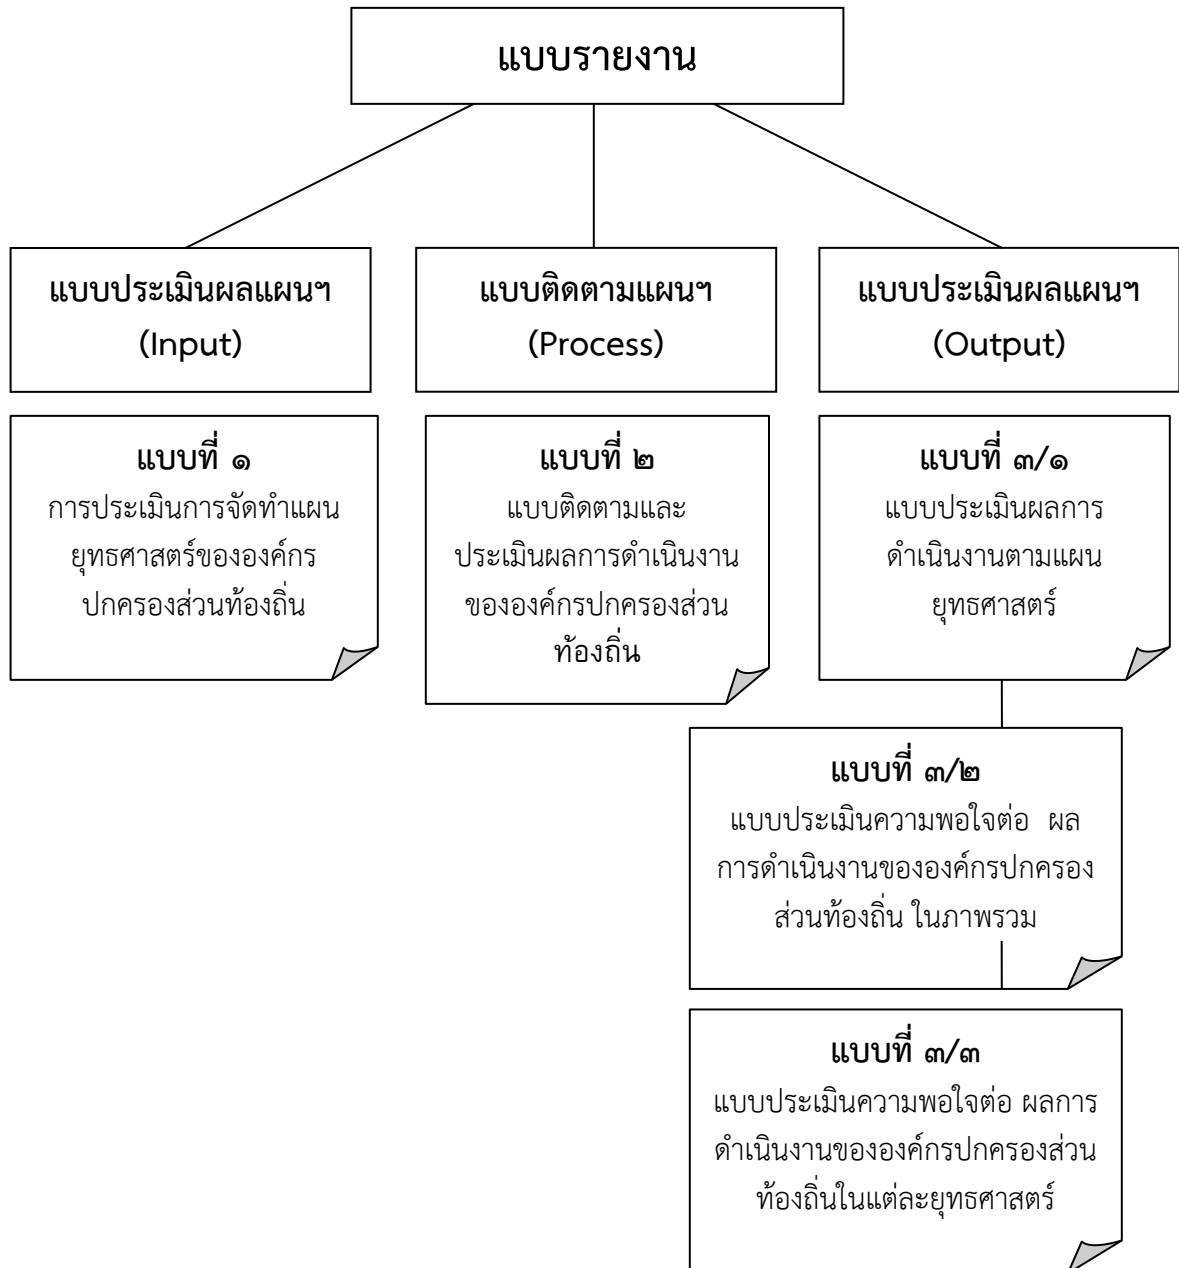 แบบรายงาน
แบบประเมินผลแผนฯ
(Input)
แบบติดตามแผนฯ
(Process)
แบบประเมินผลแผนฯ
(Output)
แบบที่ ๑
การประเมินการจัดทำแผน
ยุทธศาสตร์ขององค์กร
ปกครองส่วนท้องถิ่น
แบบที่ ๒
แบบติดตามและ
ประเมินผลการดำเนินงาน
ขององค์กรปกครองส่วน
ท้องถิ่น
แบบที่ ๓/๑
แบบประเมินผลการ
ดำเนินงานตามแผน
ยุทธศาสตร์
แบบที่ ๓/๒
แบบประเมินความพอใจต่อ ผล
การดำเนินงานขององค์กรปกครอง
ส่วนท้องถิ่น ในภาพรวม
แบบที่ ๓/๓
แบบประเมินความพอใจต่อ ผลการ
ดำเนินงานขององค์กรปกครองส่วน
ท้องถิ่นในแต่ละยุทธศาสตร์